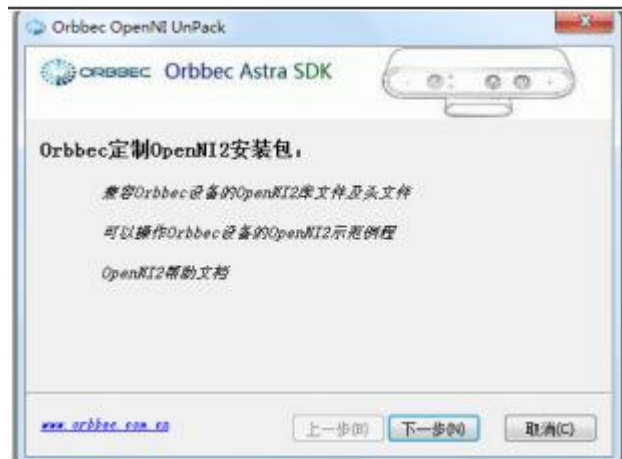 Orbbec OpenNI UnPack
ORBBEC Orbbec Astra SDK
Orbbec定制OpenNI2安装包，
兼容Orbbec设备的OpenNI2库文件及头文件
可以操作Orbbec设备的OpenNI2示范例程
OpenNI2帮助文档
www.orbbec.com.cn
上一步(B) 下一步(N) 取消(C)